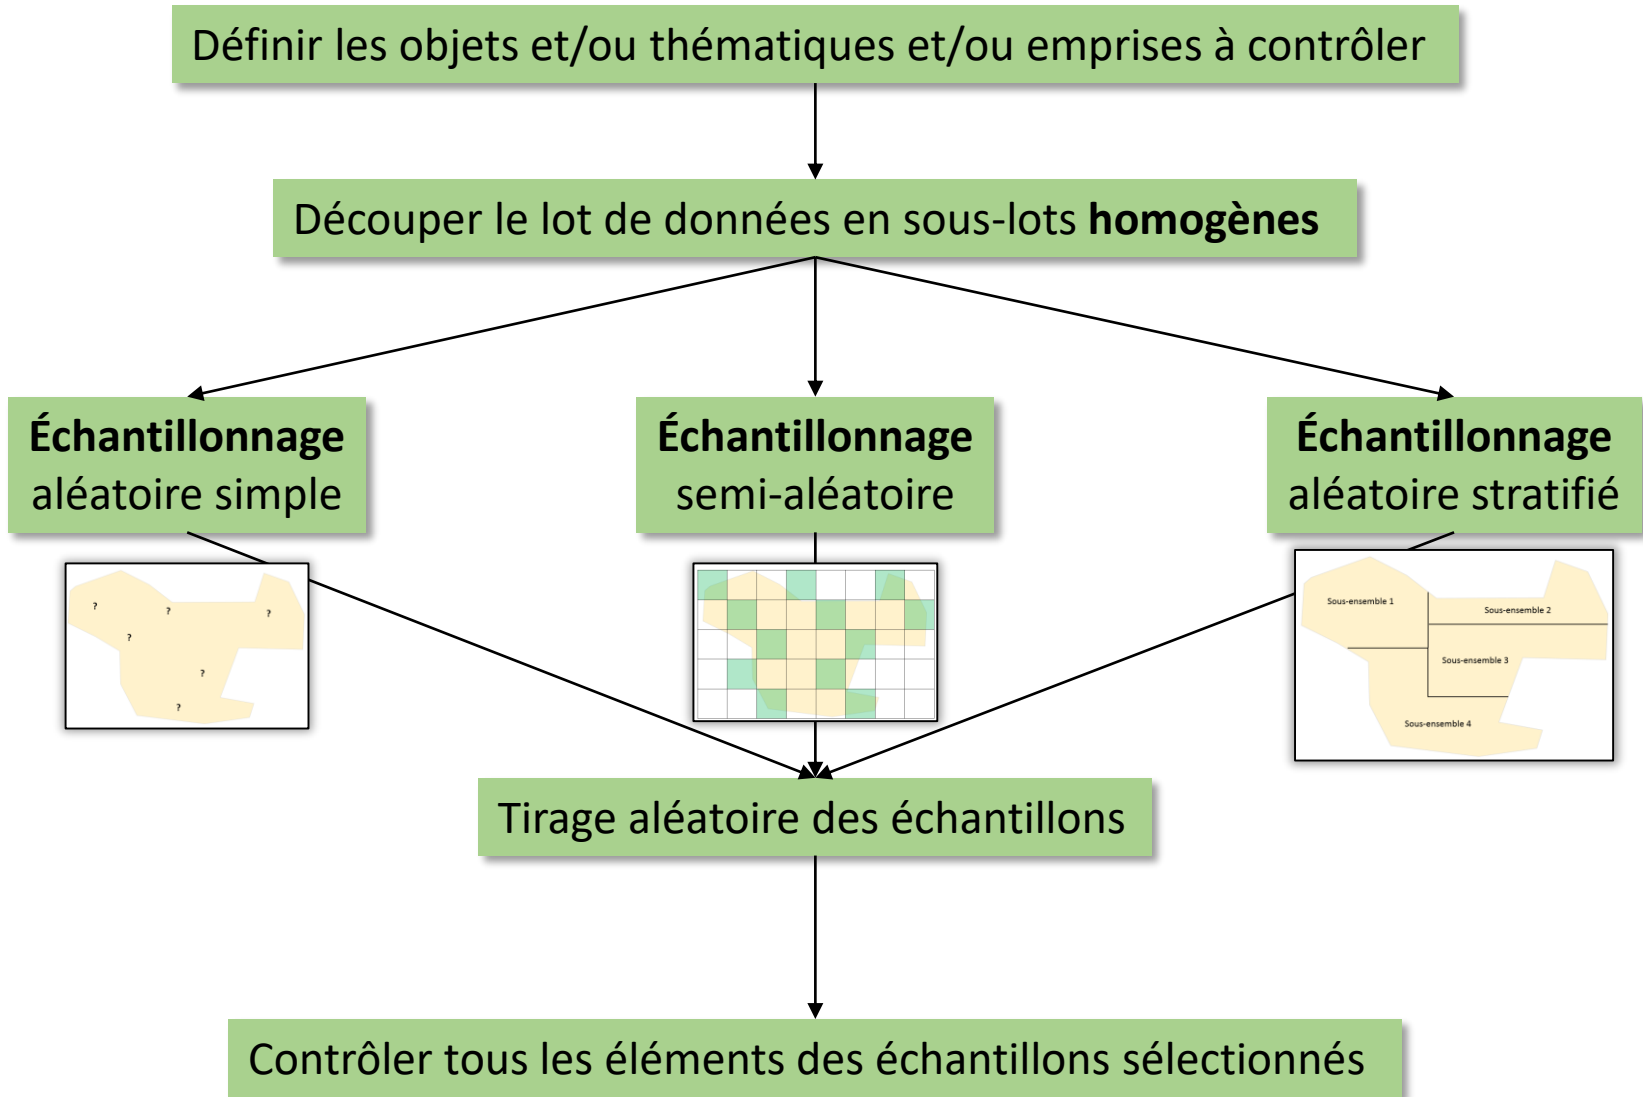 Définir les objets et/ou thématiques et/ou emprises à contrôler
Découper le lot de données en sous-lots homogènes
Échantillonnage
aléatoire simple
Échantillonnage
semi-aléatoire
Échantillonnage
aléatoire stratifié
?
?
?
?
?
?
Sous-ensemble 1
Sous-ensemble 2
Sous-ensemble 3
Sous-ensemble 4
Tirage aléatoire des échantillons
Contrôler tous les éléments des échantillons sélectionnés